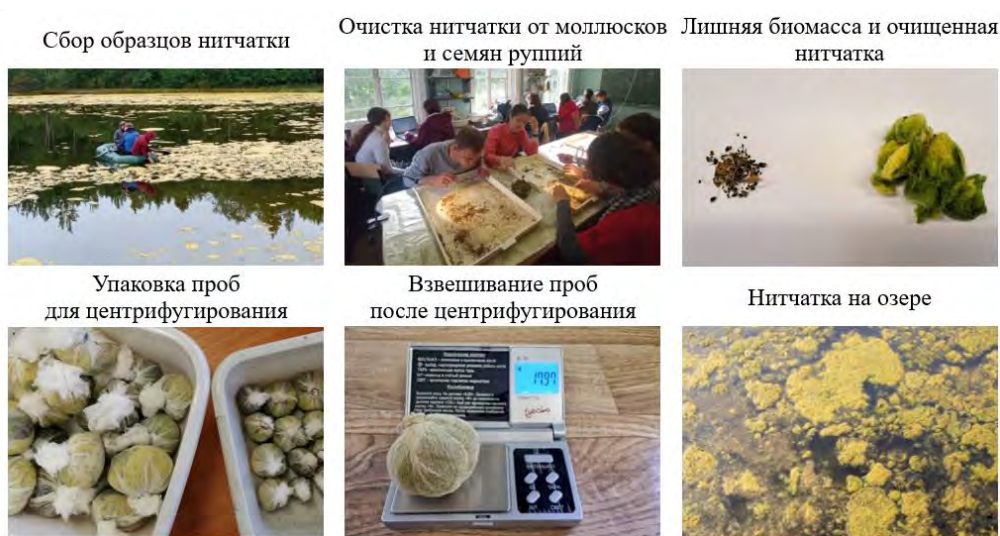 Сбор образцов нитчатки
Очистка нитчатки от моллюсков
и семян руппий
Лишняя биомасса и очищенная
нитчатка
Упаковка проб
для центрифугирования
Взвешивание проб
после центрифугирования
Нитчатка на озере